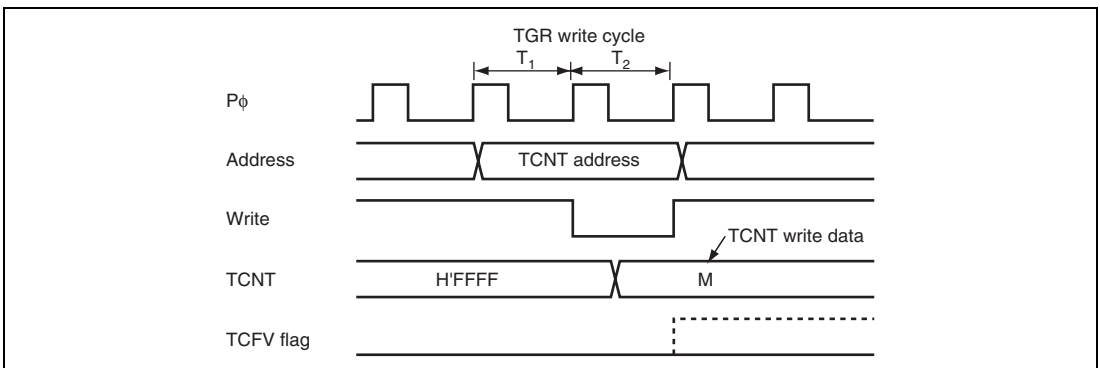 TGR write cycle
T1 T2
Pϕ
Address TCNT address
Write
TCNT write data
TCNT H'FFFF M
TCFV flag